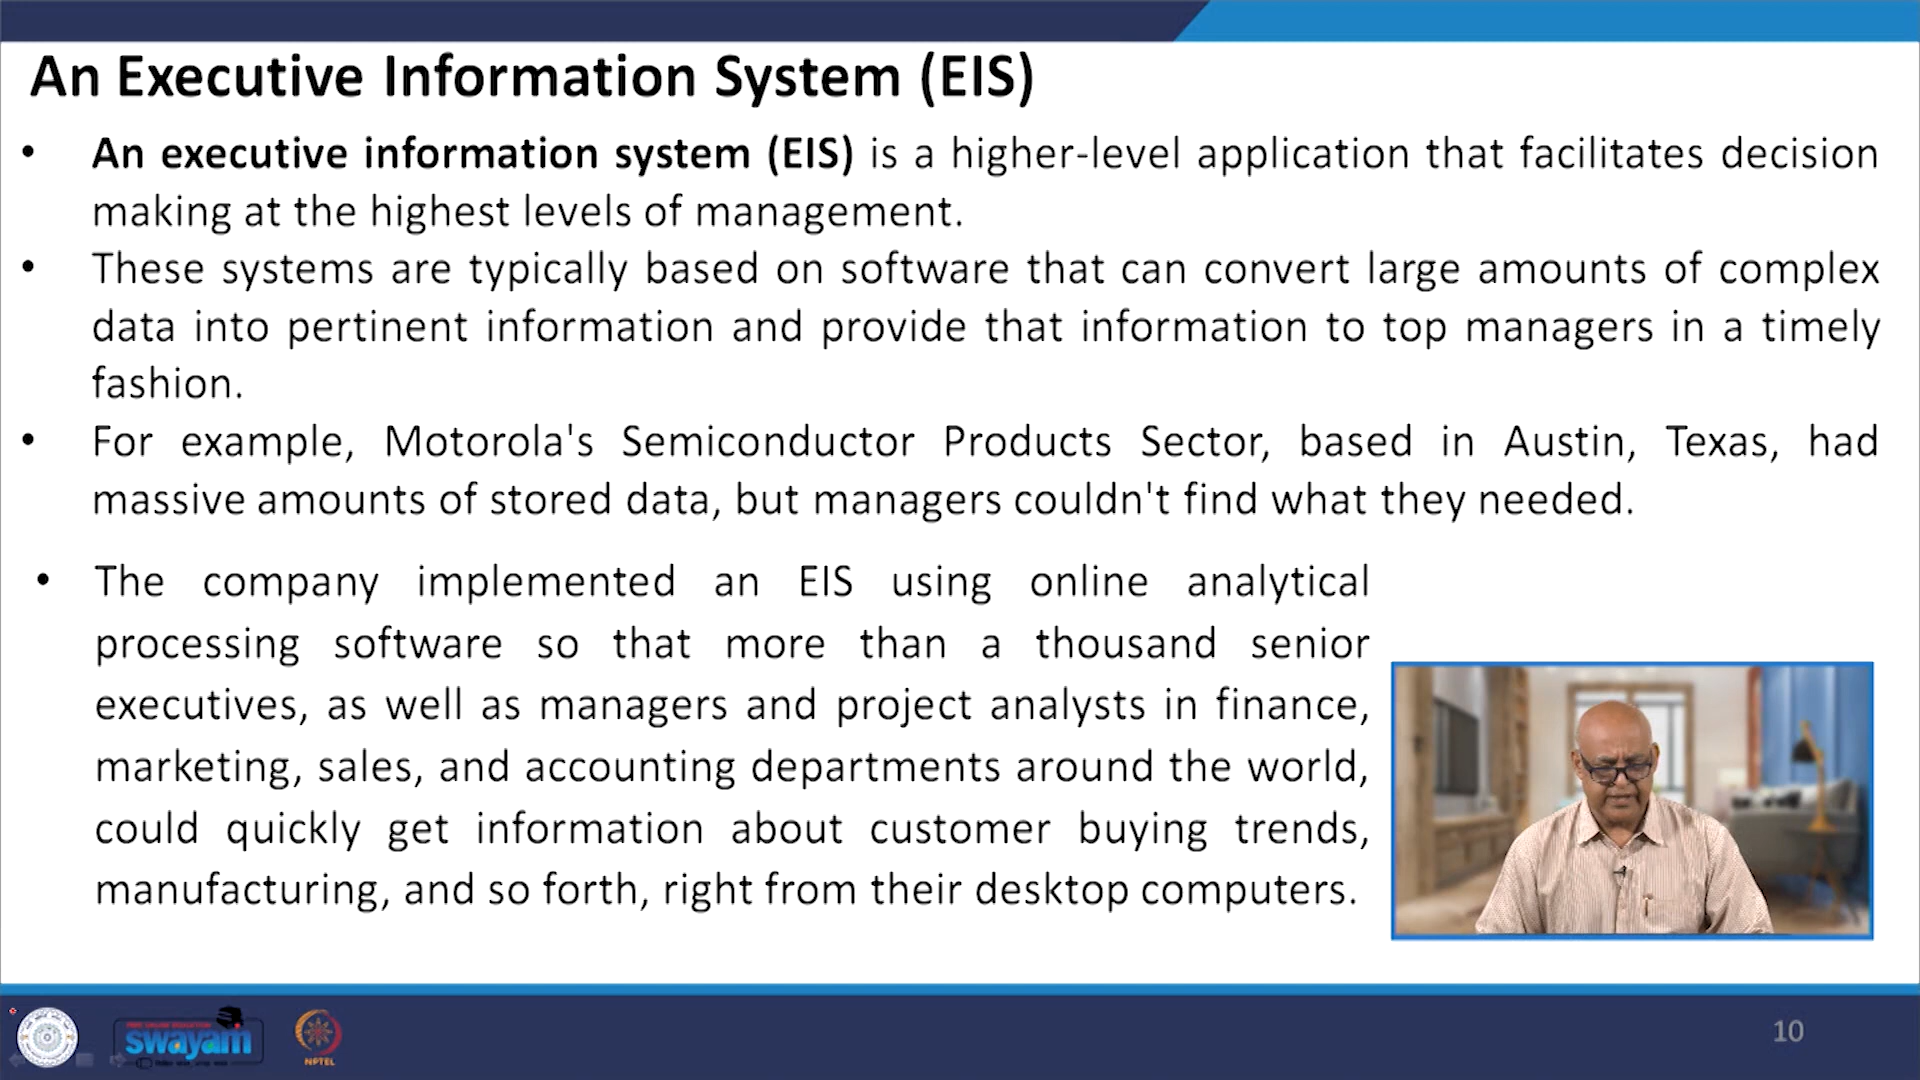 An Executive Information System (EIS)
• An executive information system (EIS) is a higher-level application that facilitates decision
making at the highest levels of management.
• These systems are typically based on software that can convert large amounts of complex
data into pertinent information and provide that information to top managers in a timely
fashion.
• For example, Motorola's Semiconductor Products Sector, based in Austin, Texas, had
massive amounts of stored data, but managers couldn't find what they needed.
• The company implemented an EIS using online analytical
processing software so that more than a thousand senior
executives, as well as managers and project analysts in finance,
marketing, sales, and accounting departments around the world,
could quickly get information about customer buying trends,
manufacturing, and so forth, right from their desktop computers.
swayam
NPTEL
10